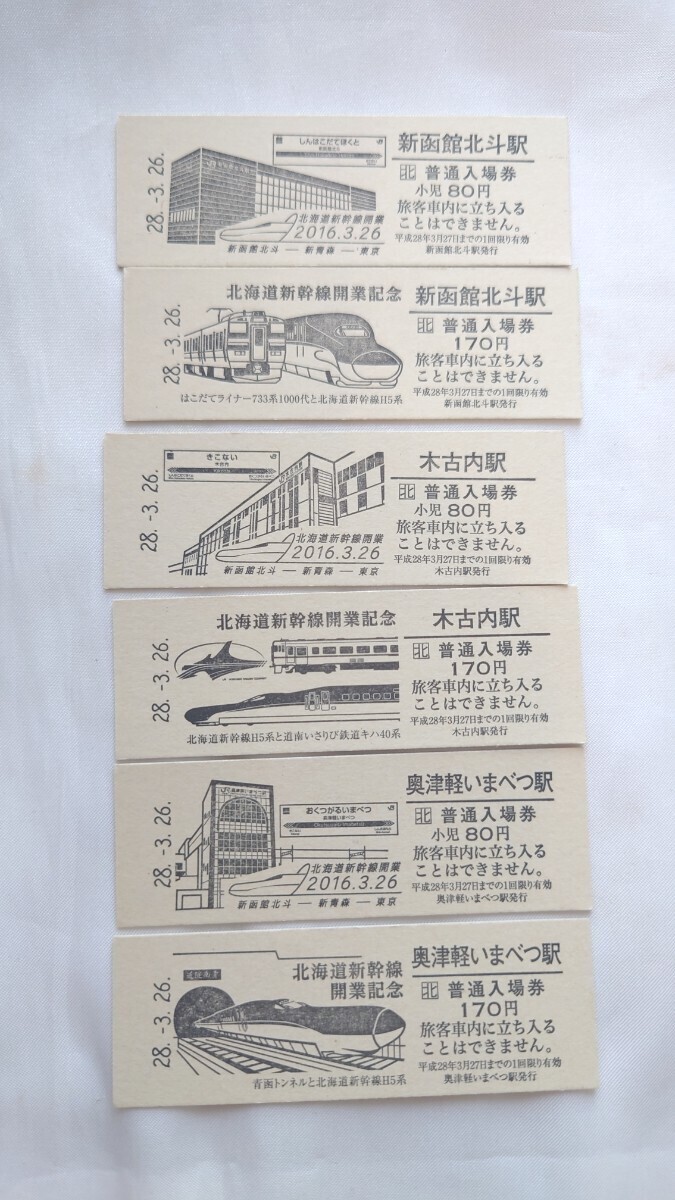 28.-3.26.
しんはこだてほくと
北海道新幹線開業
2016.3.26
新函館北斗 ― 新青森 ― 東京
新函館北斗駅
北 普通入場券
小児 80円
旅客車内に立ち入る
ことはできません。
平成28年3月27日までの1回限り有効
新函館北斗駅発行
28.-3.26.
北海道新幹線開業記念
はこだてライナー733系1000代と北海道新幹線H5系
新函館北斗駅
北 普通入場券
170円
旅客車内に立ち入る
ことはできません。
平成28年3月27日までの1回限り有効
新函館北斗駅発行
28.-3.26.
きこない
木古内
北海道新幹線開業
2016.3.26
新函館北斗 ― 新青森 ― 東京
木古内駅
北 普通入場券
小児 80円
旅客車内に立ち入る
ことはできません。
平成28年3月27日までの1回限り有効
木古内駅発行
28.-3.26.
北海道新幹線開業記念
北海道新幹線H5系と道南いさりび鉄道キハ40系
木古内駅
北 普通入場券
170円
旅客車内に立ち入る
ことはできません。
平成28年3月27日までの1回限り有効
木古内駅発行
28.-3.26.
おくつがるいまべつ
奥津軽いまべつ
北海道新幹線開業
2016.3.26
新函館北斗 ― 新青森 ― 東京
奥津軽いまべつ駅
北 普通入場券
小児 80円
旅客車内に立ち入る
ことはできません。
平成28年3月27日までの1回限り有効
奥津軽いまべつ駅発行
28.-3.26.
北海道新幹線
開業記念
青函トンネルと北海道新幹線H5系
奥津軽いまべつ駅
北 普通入場券
170円
旅客車内に立ち入る
ことはできません。
平成28年3月27日までの1回限り有効
奥津軽いまべつ駅発行